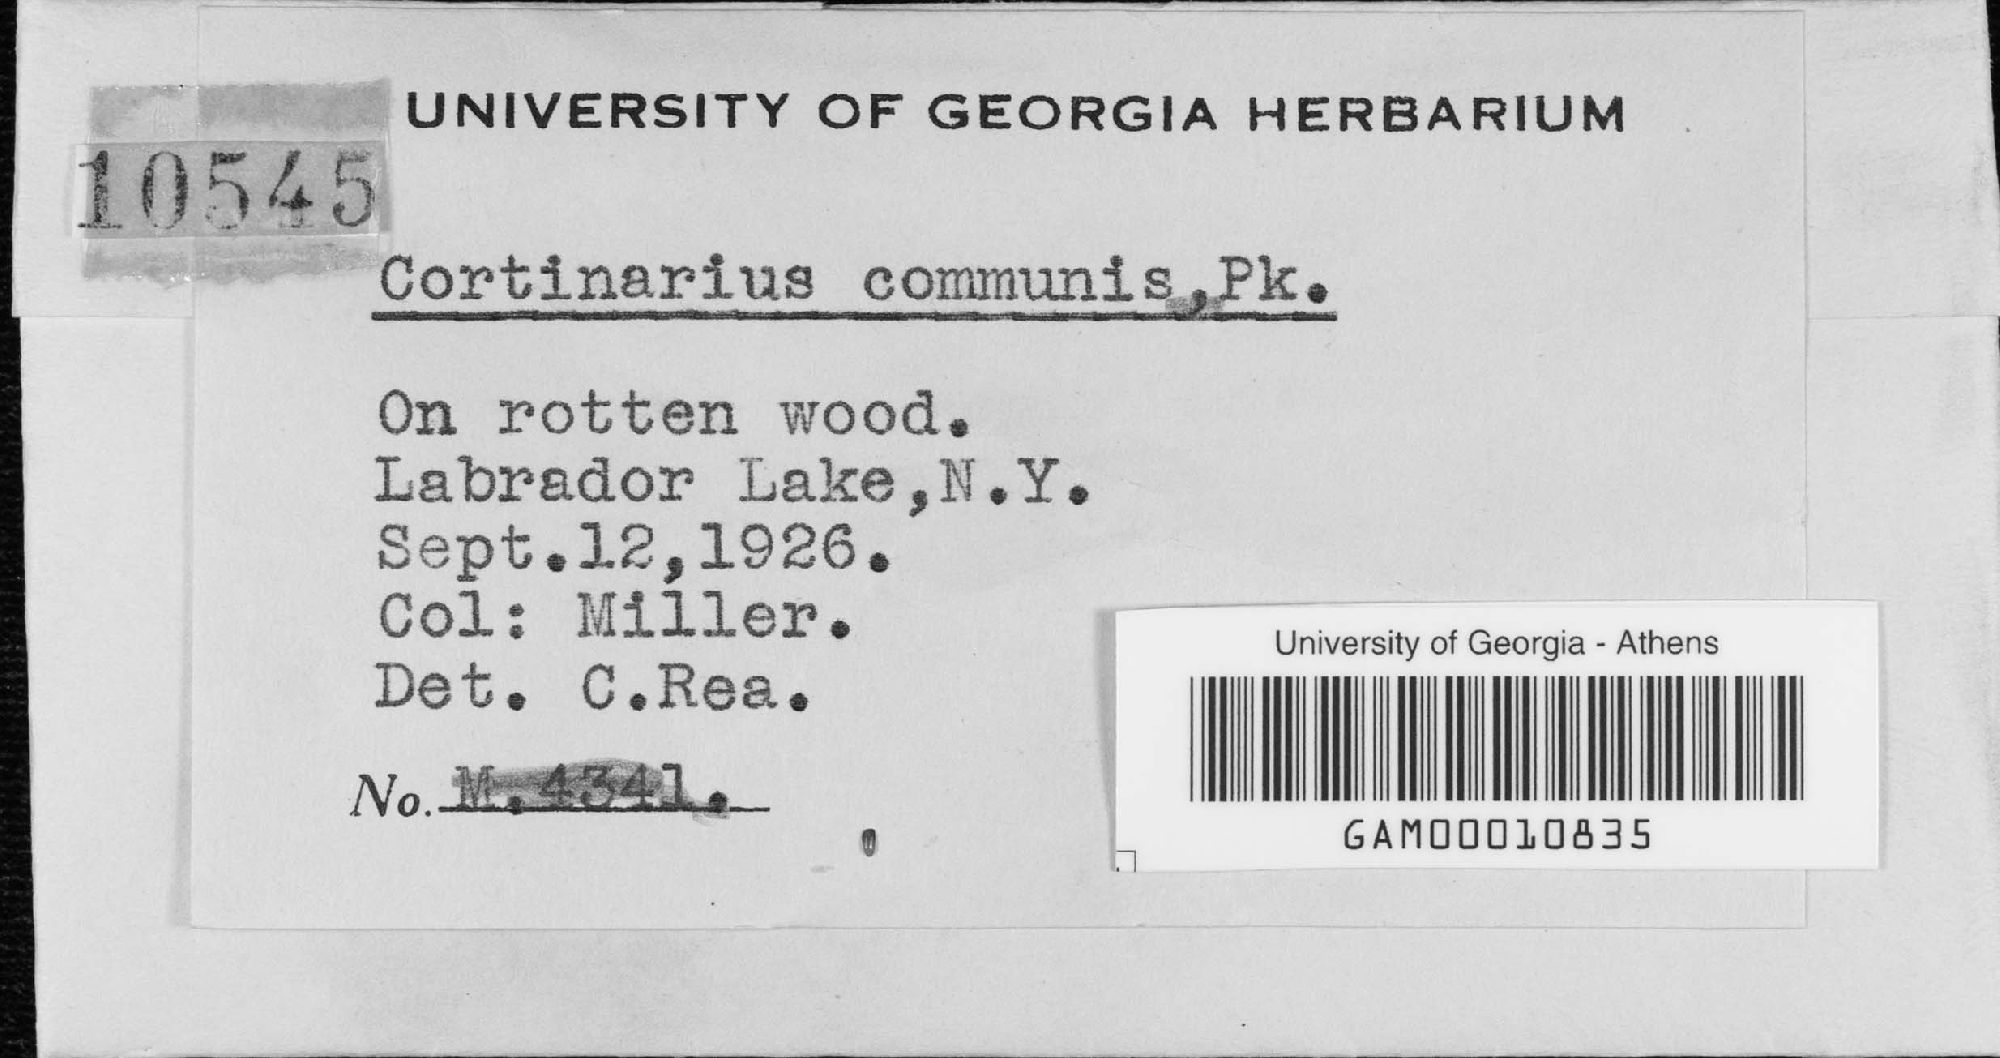 UNIVERSITY OF GEORGIA HERBARIUM
10545
Cortinarius communis,Pk.
On rotten wood.
Labrador Lake,N.Y.
Sept.12,1926.
Col: Miller.
Det. C.Rea.
No. M.4341.
University of Georgia - Athens
GAM00010835